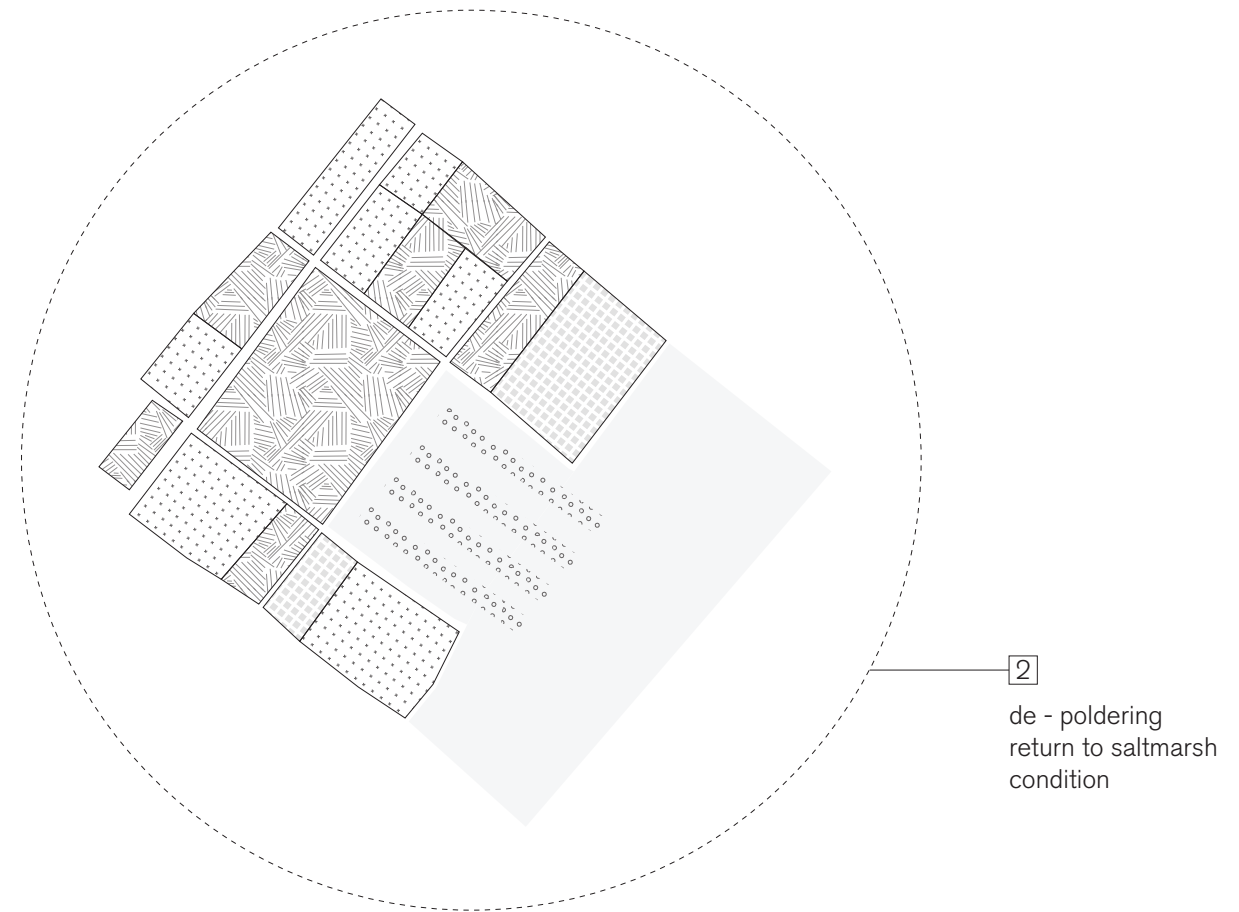 2
de - poldering
return to saltmarsh
condition